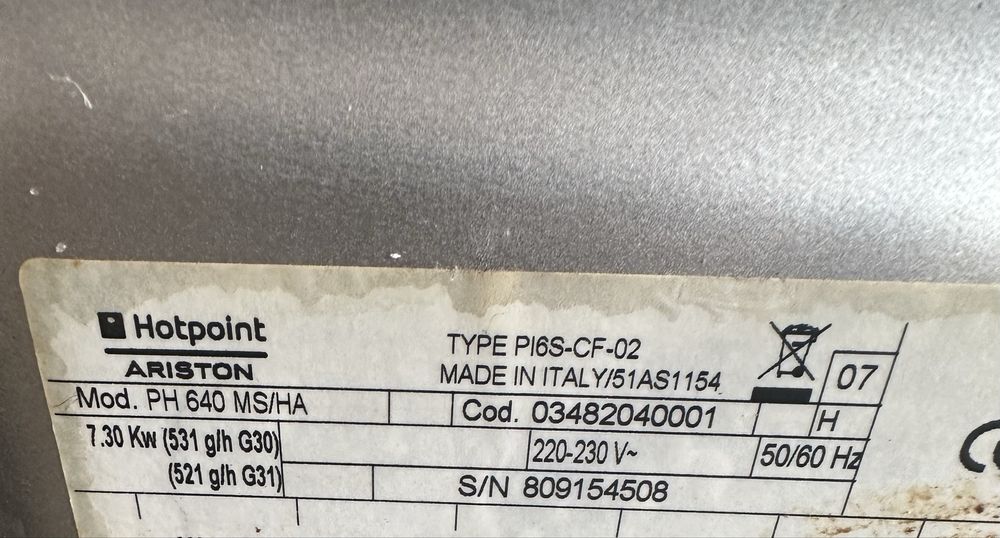 Hotpoint
ARISTON
TYPE PI6S-CF-02
MADE IN ITALY/51AS1154
07
Mod. PH 640 MS/HA
Cod. 03482040001
H
7.30 Kw (531 g/h G30)
(521 g/h G31)
220-230 V~
50/60 Hz
S/N 809154508